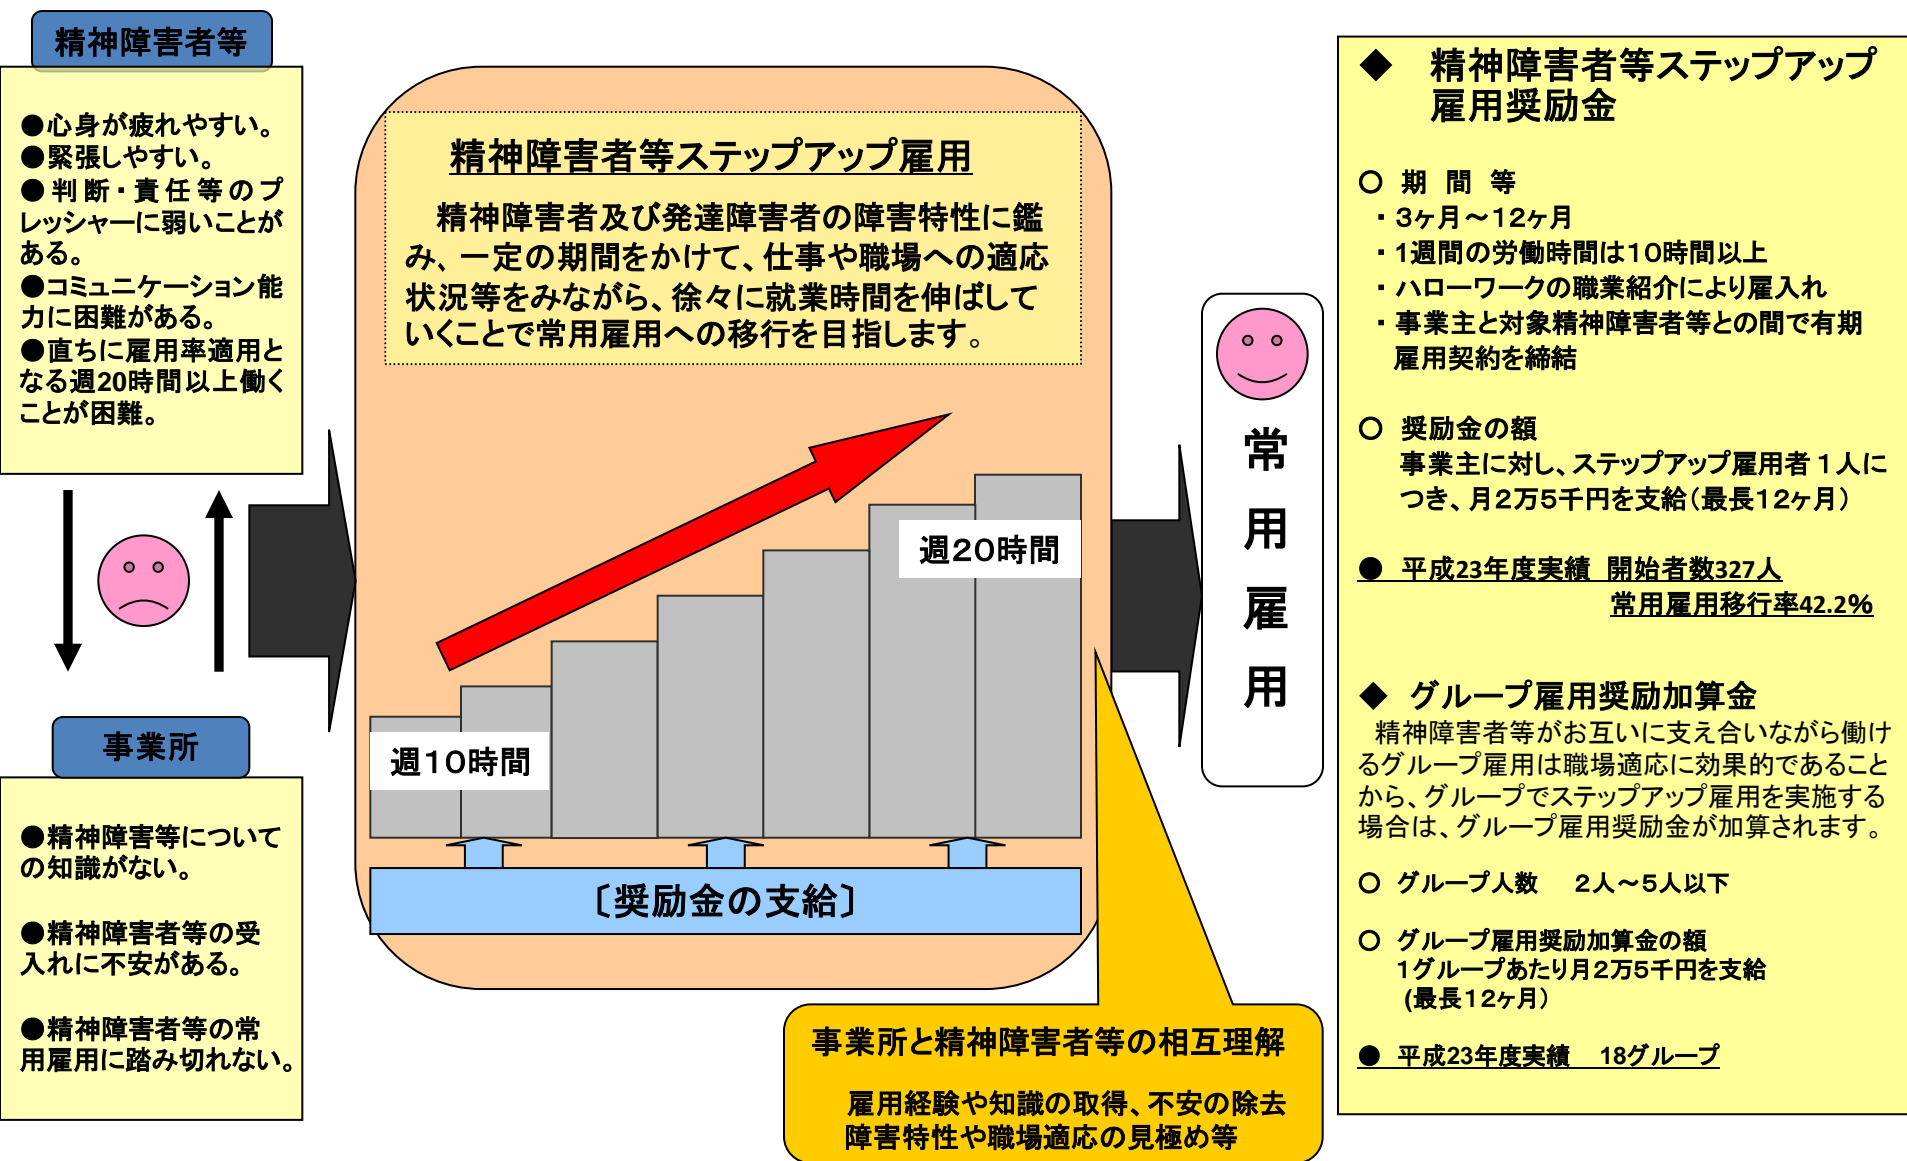 精神障害者等
●心身が疲れやすい。
●緊張しやすい。
●判断・責任等のプ
レッシャーに弱いことが
ある。
●コミュニケーション能
力に困難がある。
●直ちに雇用率適用と
なる週20時間以上働く
ことが困難。
事業所
●精神障害等について
の知識がない。
●精神障害者等の受
入れに不安がある。
●精神障害者等の常
用雇用に踏み切れない。
精神障害者等ステップアップ雇用
精神障害者及び発達障害者の障害特性に鑑
み、一定の期間をかけて、仕事や職場への適応
状況等をみながら、徐々に就業時間を伸ばして
いくことで常用雇用への移行を目指します。
週10時間
週20時間
〔奨励金の支給〕
事業所と精神障害者等の相互理解
雇用経験や知識の取得、不安の除去
障害特性や職場適応の見極め等
常
用
雇
用
◆ 精神障害者等ステップアップ
雇用奨励金
○ 期 間 等
・3ヶ月～12ヶ月
・1週間の労働時間は10時間以上
・ハローワークの職業紹介により雇入れ
・事業主と対象精神障害者等との間で有期
雇用契約を締結
○ 奨励金の額
事業主に対し、ステップアップ雇用者1人に
つき、月2万5千円を支給(最長12ヶ月)
● 平成23年度実績 開始者数327人
常用雇用移行率42.2%
◆ グループ雇用奨励加算金
精神障害者等がお互いに支え合いながら働け
るグループ雇用は職場適応に効果的であること
から、グループでステップアップ雇用を実施する
場合は、グループ雇用奨励金が加算されます。
○ グループ人数 2人～5人以下
○ グループ雇用奨励加算金の額
1グループあたり月2万5千円を支給
(最長12ヶ月)
● 平成23年度実績 18グループ